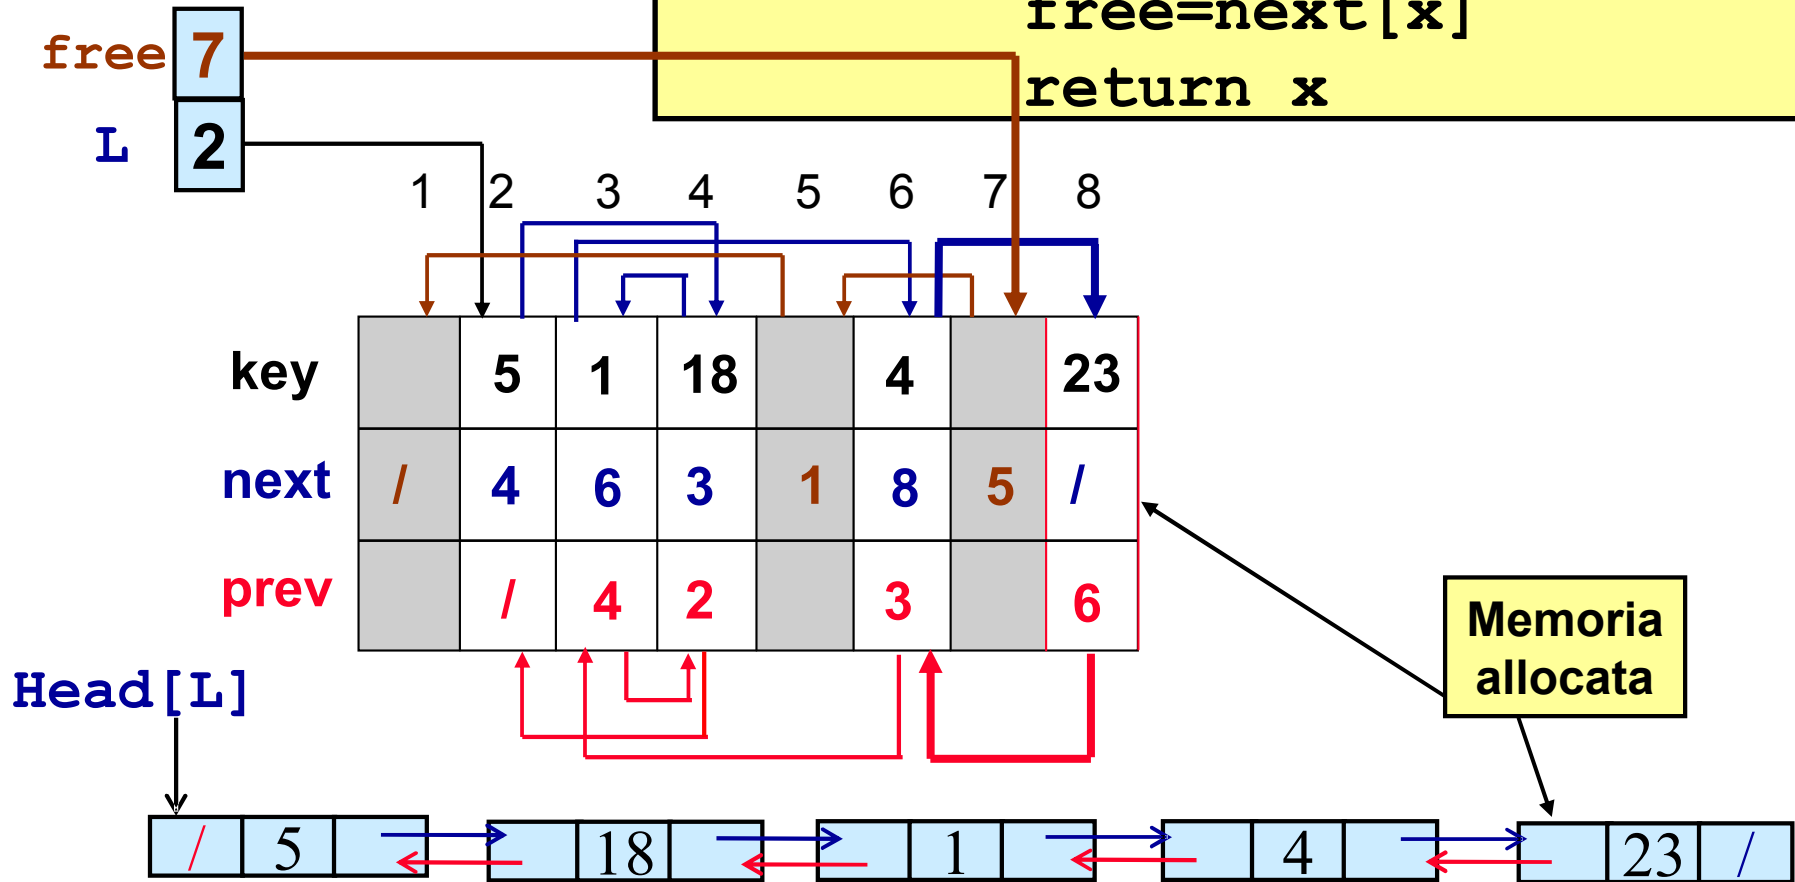 free=next[x]
return x
free 7
L 2
1 2 3 4 5 6 7 8
key 5 1 18 4 23
next / 4 6 3 1 8 5 /
prev / 4 2 3 6
Memoria
allocata
Head[L]
/ 5 18 1 4 23 /